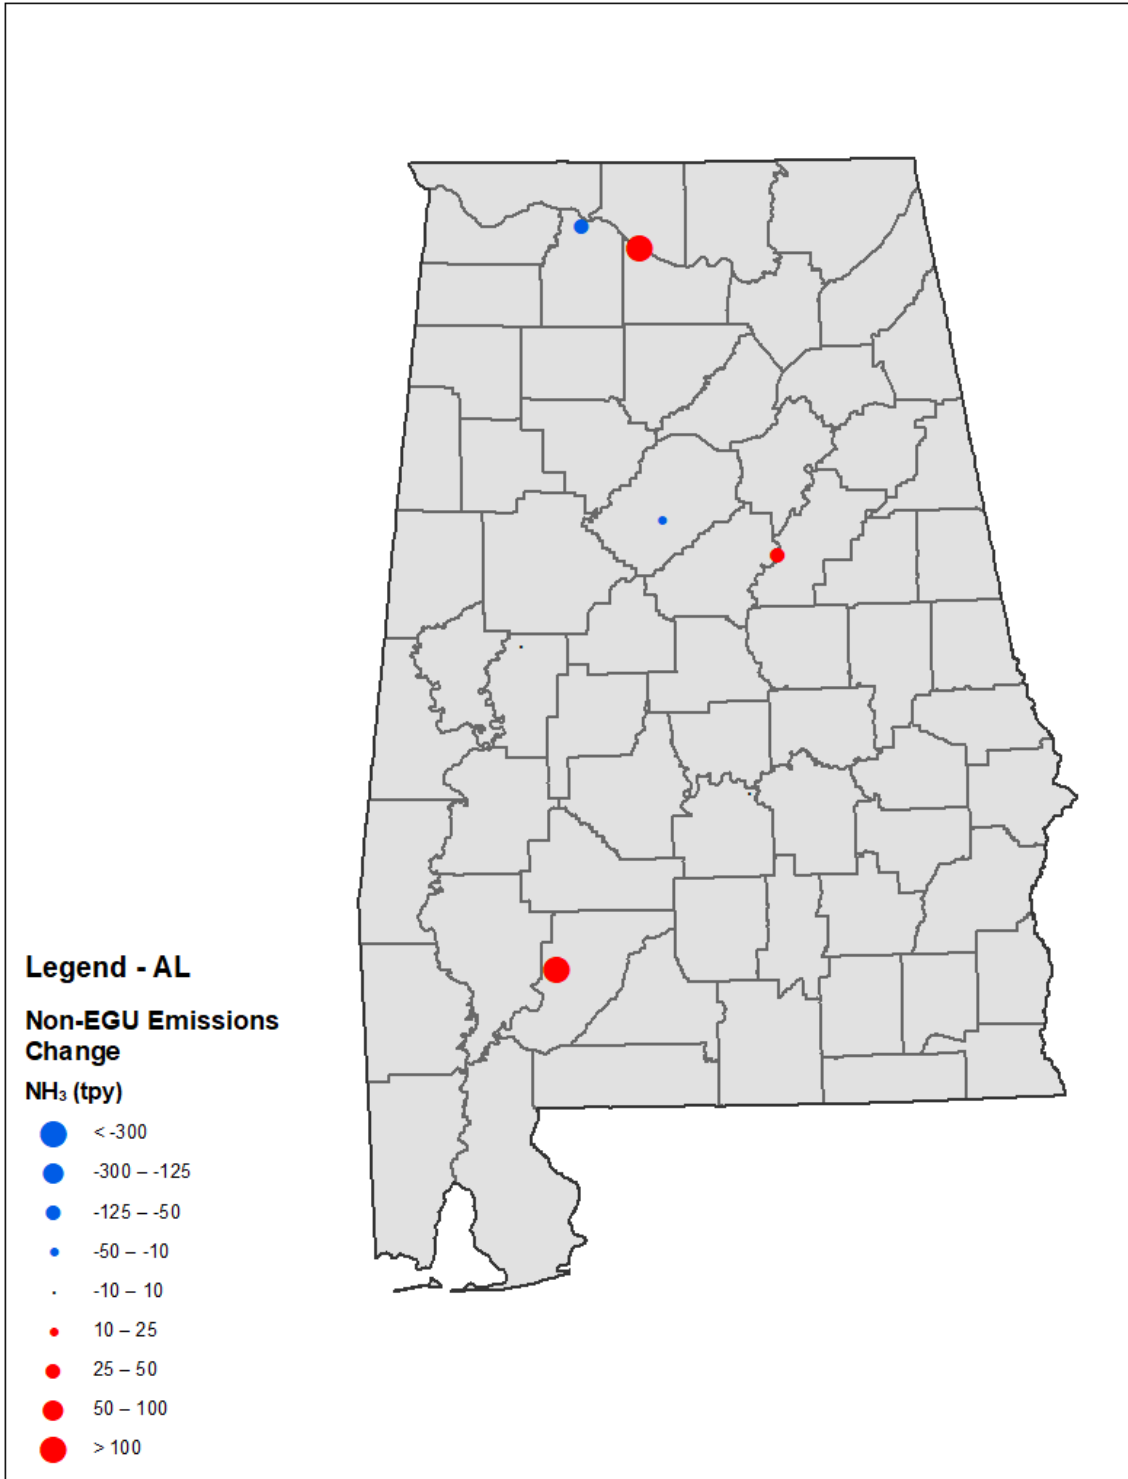 Legend - AL
Non-EGU Emissions
Change
NH₃ (tpy)
< -300
-300 – -125
-125 – -50
-50 – -10
-10 – 10
10 – 25
25 – 50
50 – 100
> 100